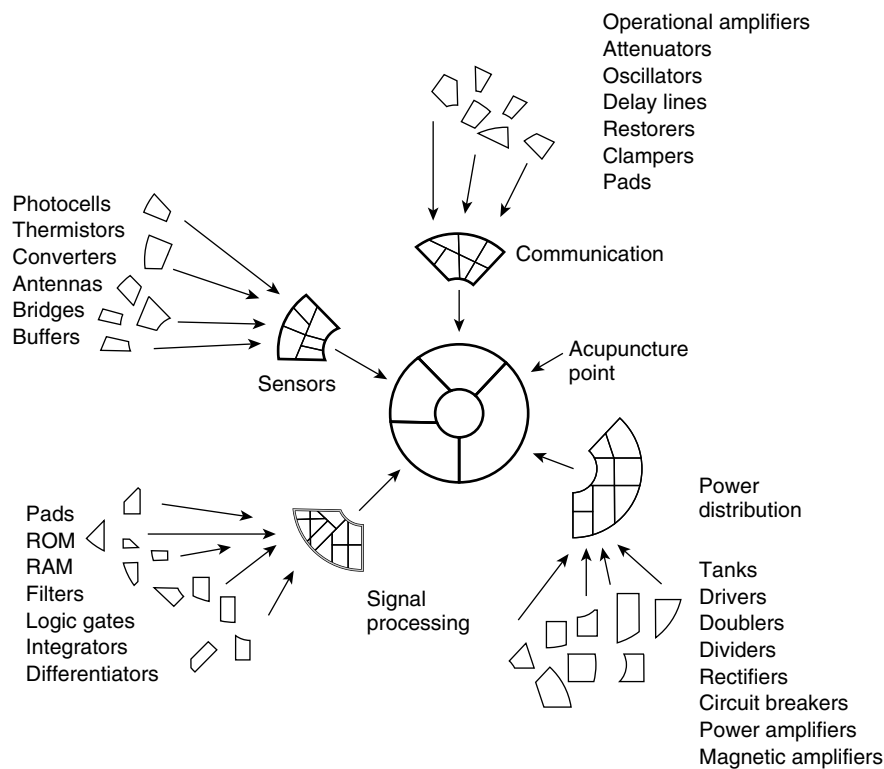 Operational amplifiers
Attenuators
Oscillators
Delay lines
Restorers
Clampers
Pads
Communication
Photocells
Thermistors
Converters
Antennas
Bridges
Buffers
Sensors
Acupuncture
point
Power
distribution
Pads
ROM
RAM
Filters
Logic gates
Integrators
Differentiators
Signal
processing
Tanks
Drivers
Doublers
Dividers
Rectifiers
Circuit breakers
Power amplifiers
Magnetic amplifiers